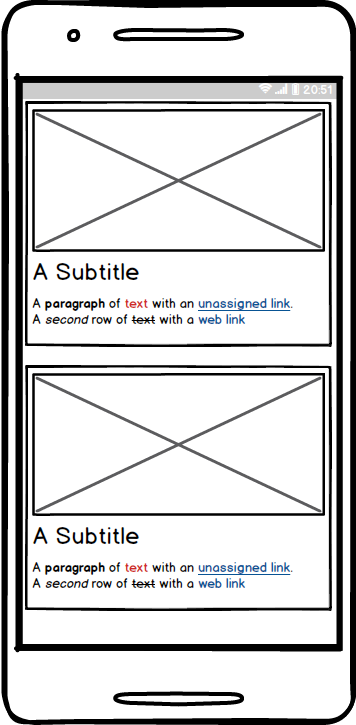 20:51
A Subtitle
A paragraph of text with an unassigned link.
A second row of text with a web link
A Subtitle
A paragraph of text with an unassigned link.
A second row of text with a web link